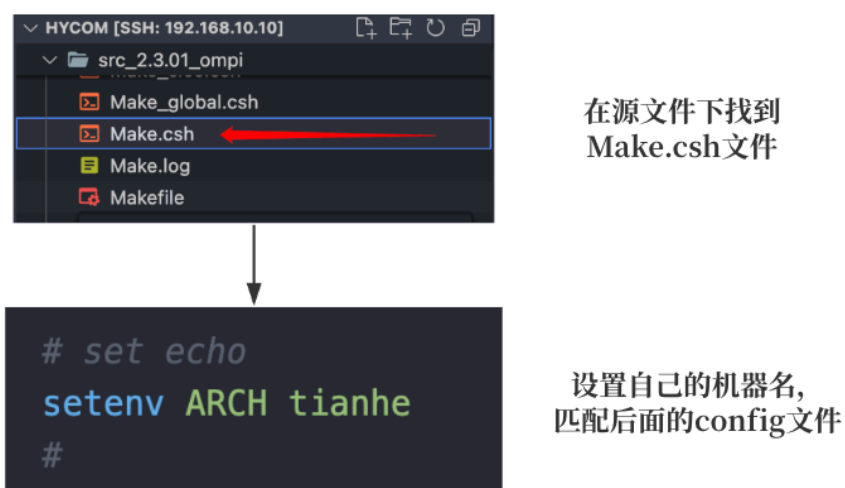 HYCOM [SSH: 192.168.10.10]
src_2.3.01_ompi
Make_global.csh
Make.csh
Make.log
Makefile
在源文件下找到
Make.csh文件
# set echo
setenv ARCH tianhe
#
设置自己的机器名,
匹配后面的config文件